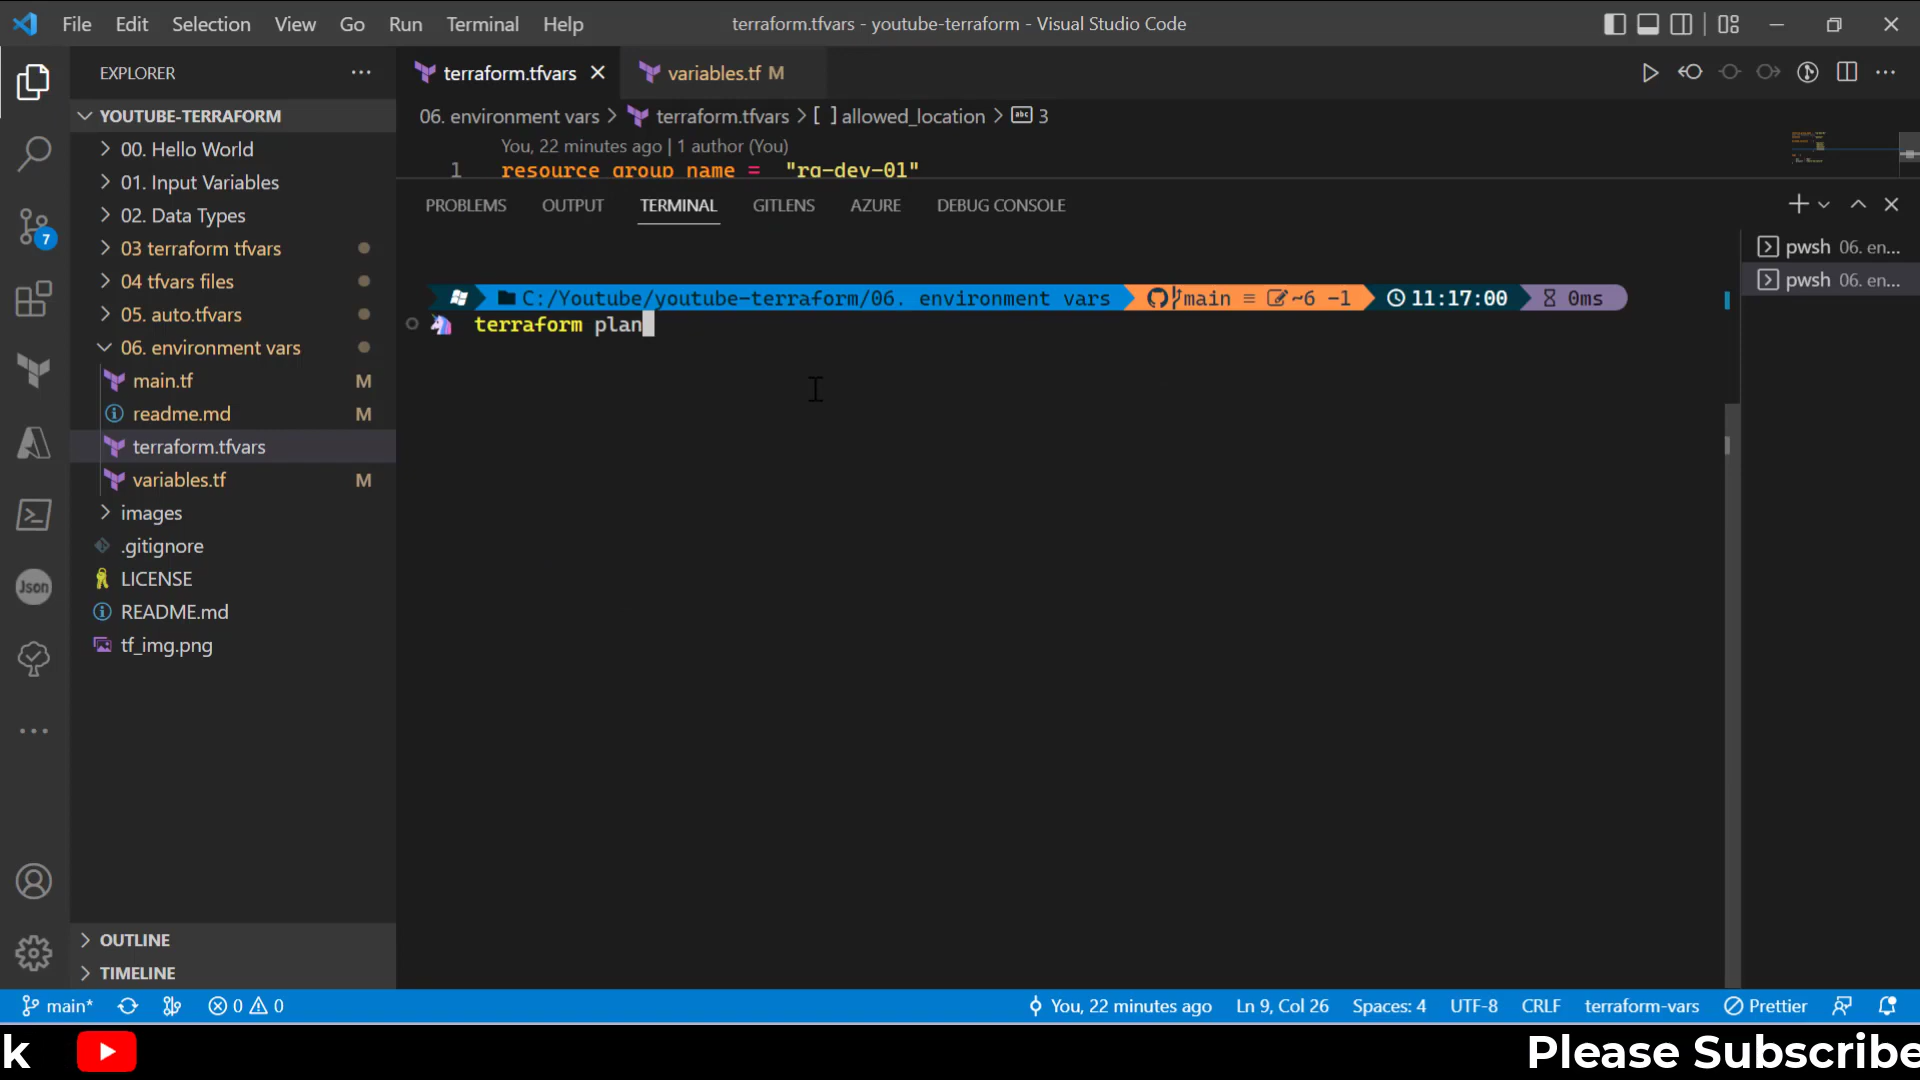 File Edit Selection View Go Run Terminal Help
terraform.tfvars - youtube-terraform - Visual Studio Code
EXPLORER
YOUTUBE-TERRAFORM
00. Hello World
01. Input Variables
02. Data Types
03 terraform tfvars
04 tfvars files
05. auto.tfvars
06. environment vars
main.tf M
readme.md M
terraform.tfvars
variables.tf M
images
.gitignore
LICENSE
README.md
tf_img.png
OUTLINE
TIMELINE
7
Json
terraform.tfvars
variables.tf M
06. environment vars > terraform.tfvars > [ ] allowed_location > abc 3
You, 22 minutes ago | 1 author (You)
1 resource_group_name = "rg-dev-01"
PROBLEMS OUTPUT TERMINAL GITLENS AZURE DEBUG CONSOLE
pwsh 06. en...
pwsh 06. en...
C:/Youtube/youtube-terraform/06. environment vars main ≡ ~6 -1 11:17:00 0ms
terraform plan
main* 0 0 You, 22 minutes ago Ln 9, Col 26 Spaces: 4 UTF-8 CRLF terraform-vars Prettier
k Please Subscribe